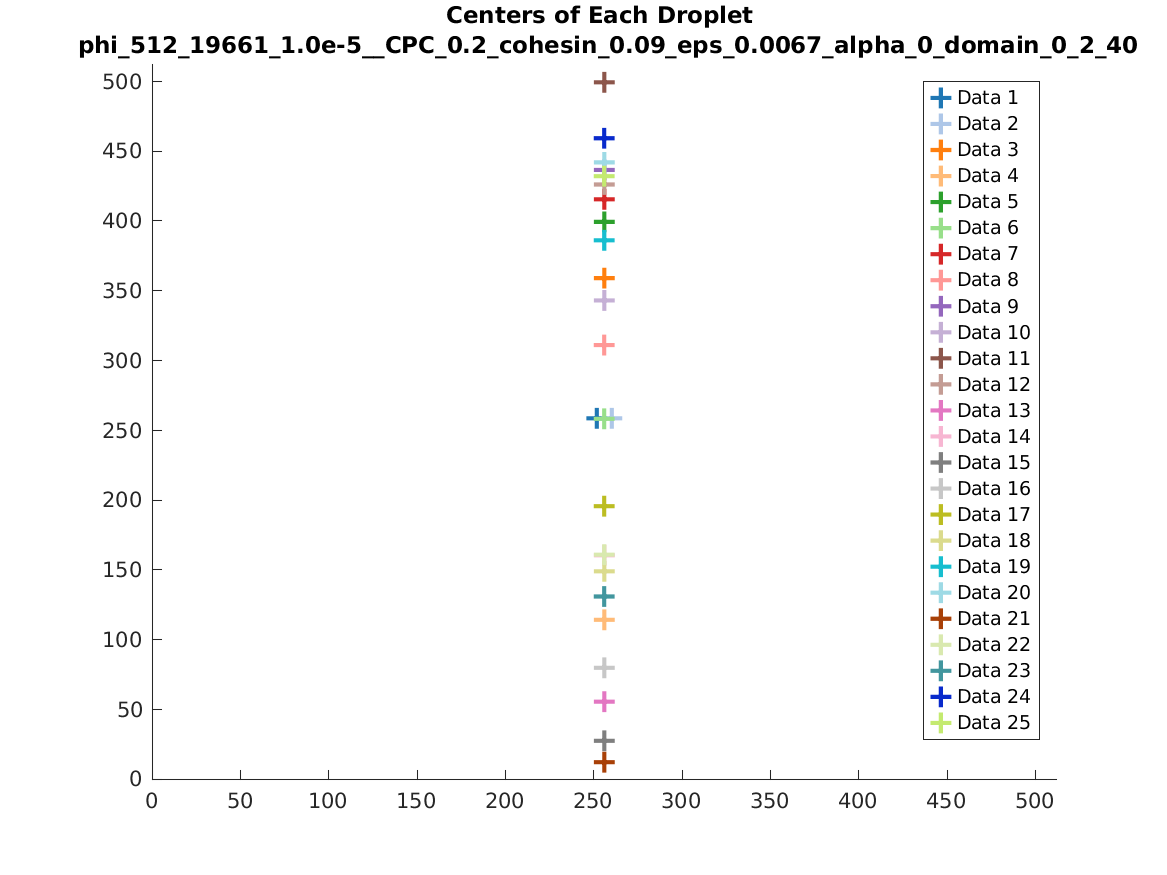 Centers of Each Droplet
phi_512_19661_1.0e-5__CPC_0.2_cohesin_0.09_eps_0.0067_alpha_0_domain_0_2_40
500
450
400
350
300
250
200
150
100
50
0
0 50 100 150 200 250 300 350 400 450 500
Data 1
Data 2
Data 3
Data 4
Data 5
Data 6
Data 7
Data 8
Data 9
Data 10
Data 11
Data 12
Data 13
Data 14
Data 15
Data 16
Data 17
Data 18
Data 19
Data 20
Data 21
Data 22
Data 23
Data 24
Data 25